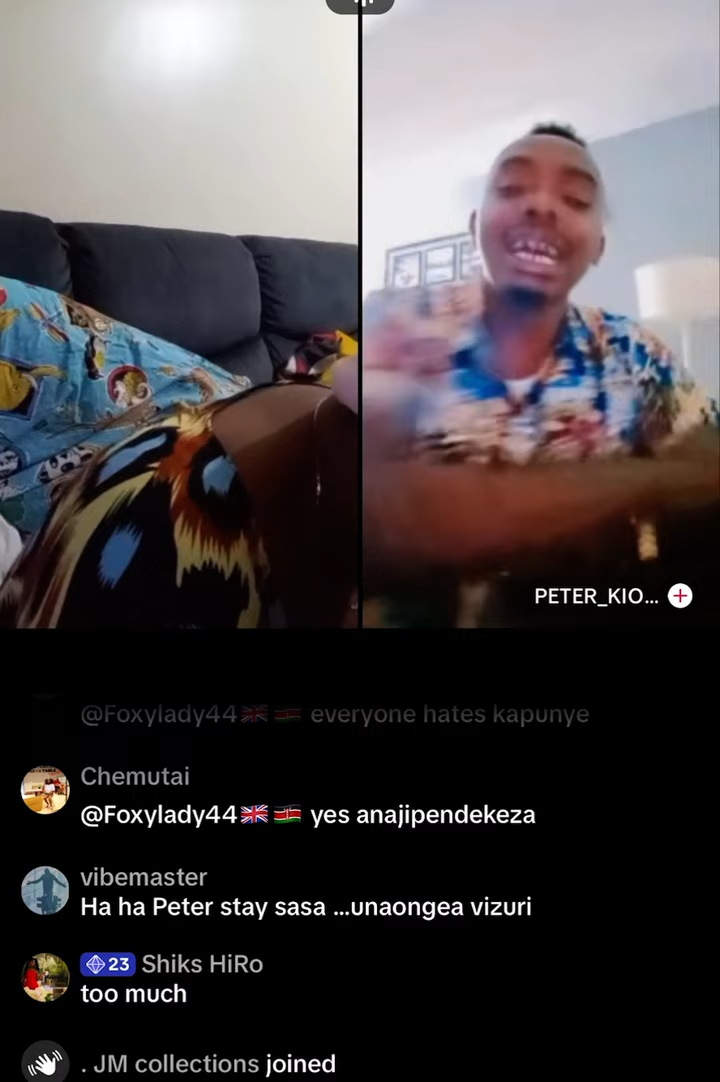 PETER_KIO...
@Foxylady44🇬🇧🇰🇪 everyone hates kapunye
Chemutai
@Foxylady44🇬🇧🇰🇪 yes anajipendekeza
vibemaster
Ha ha Peter stay sasa ...unaongea vizuri
23 Shiks HiRo
too much
. JM collections joined